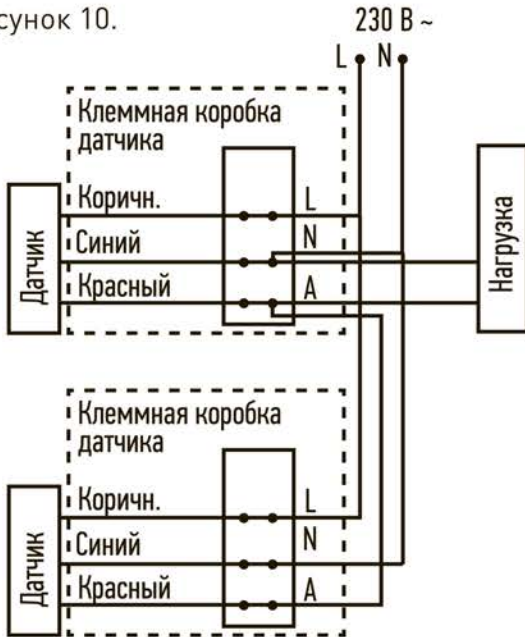 сунок 10.
230 В ~
L N
Клеммная коробка
датчика
Датчик
Коричн.
Синий
Красный
L
N
A
Нагрузка
Клеммная коробка
датчика
Датчик
Коричн.
Синий
Красный
L
N
A